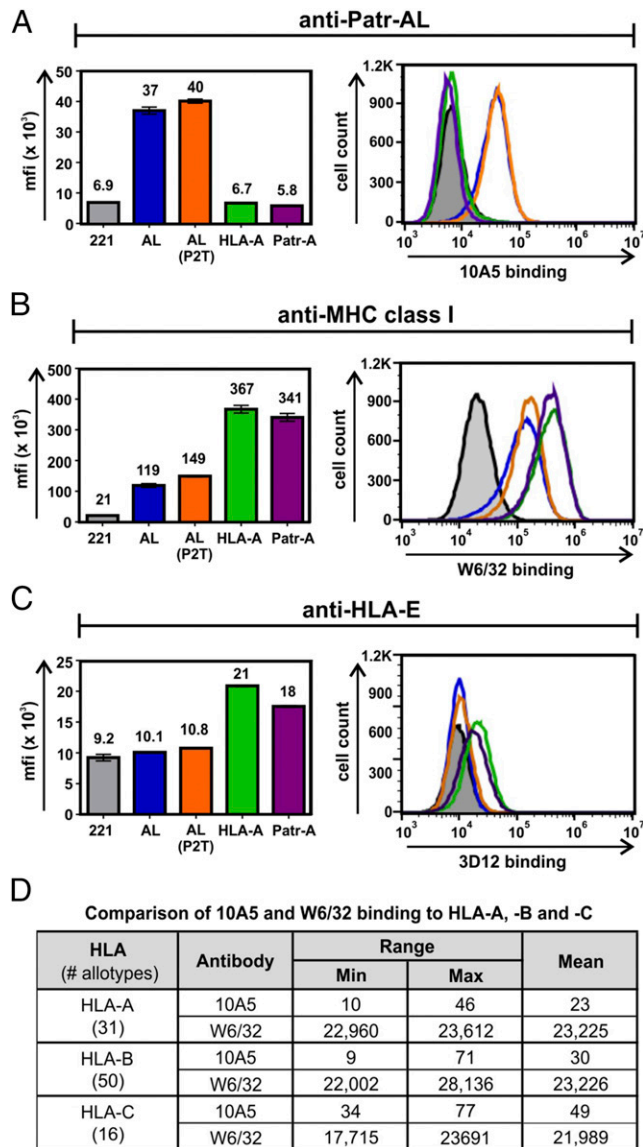 A
anti-Patr-AL
mfi (x 10³)
50
40
30
20
10
0
6.9
37
40
6.7
5.8
221
AL
AL
(P2T)
HLA-A
Patr-A
cell count
1.2K
900
600
300
0
10³
10⁴
10⁵
10⁶
10⁷
10A5 binding
B
anti-MHC class I
mfi (x 10³)
500
400
300
200
100
0
21
119
149
367
341
221
AL
AL
(P2T)
HLA-A
Patr-A
cell count
1.2K
900
600
300
0
10³
10⁴
10⁵
10⁶
10⁷
W6/32 binding
C
anti-HLA-E
mfi (x 10³)
25
20
15
10
5
0
9.2
10.1
10.8
21
18
221
AL
AL
(P2T)
HLA-A
Patr-A
cell count
1.2K
900
600
300
0
10³
10⁴
10⁵
10⁶
10⁷
3D12 binding
D
Comparison of 10A5 and W6/32 binding to HLA-A, -B and -C
HLA
(# allotypes)
Antibody
Range
Min
Max
Mean
HLA-A
(31)
10A5 10 46 23
W6/32 22,960 23,612 23,225
HLA-B
(50)
10A5 9 71 30
W6/32 22,002 28,136 23,226
HLA-C
(16)
10A5 34 77 49
W6/32 17,715 23691 21,989